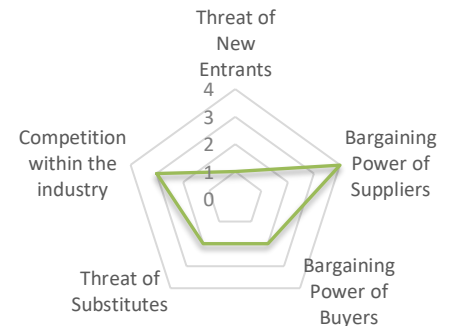 Threat of
New
Entrants
4
3
2
1
0
Bargaining
Power of
Suppliers
Bargaining
Power of
Buyers
Threat of
Substitutes
Competition
within the
industry